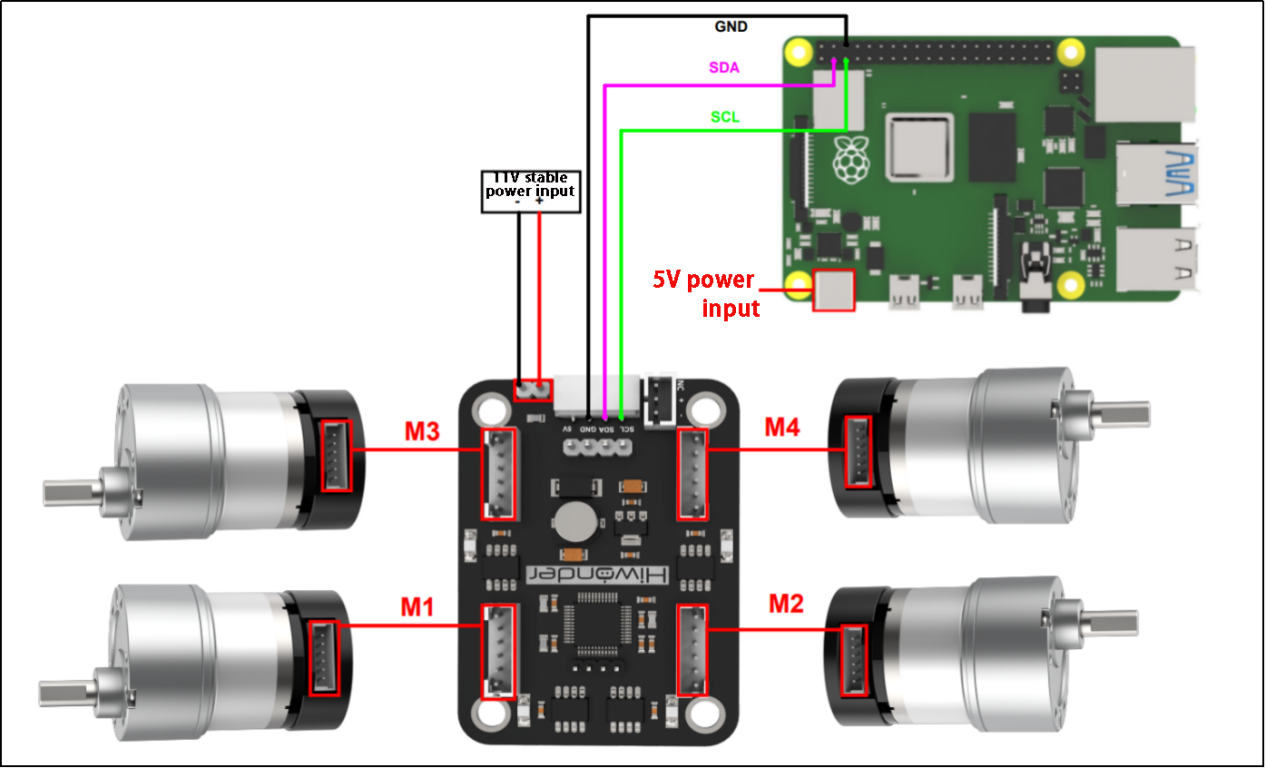 GND
SDA
SCL
11V stable
power input
- +
5V power
input
NC
5V GND SDA SCL
M3
M4
Hiwonder
M1
M2